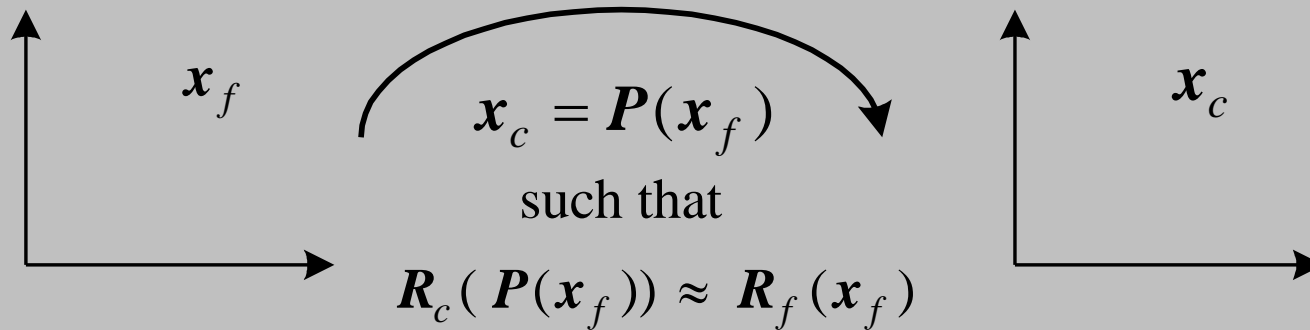 x_f
x_c = P(x_f)
x_c
such that
R_c( P(x_f)) ≈ R_f(x_f)